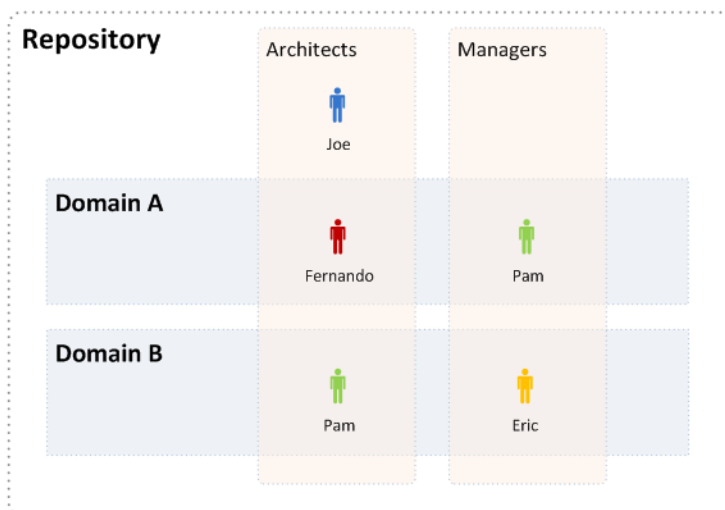 Repository
Architects
Managers
Joe
Domain A
Fernando
Pam
Domain B
Pam
Eric